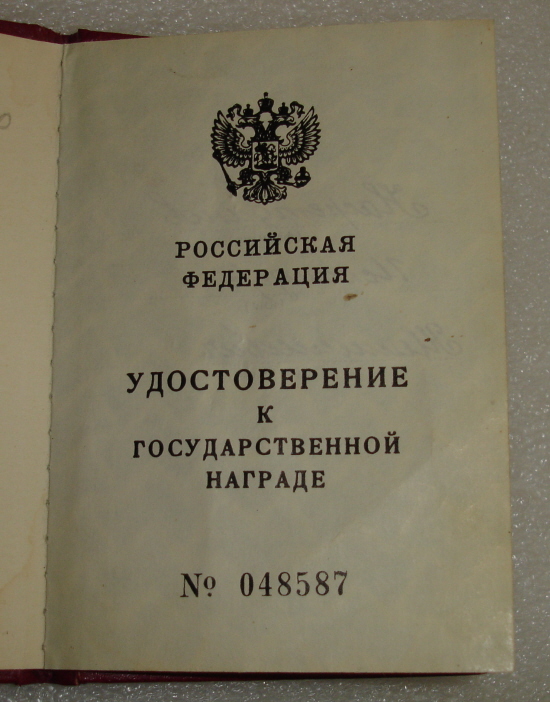 РОССИЙСКАЯ
ФЕДЕРАЦИЯ
УДОСТОВЕРЕНИЕ
К
ГОСУДАРСТВЕННОЙ
НАГРАДЕ
№ 048587